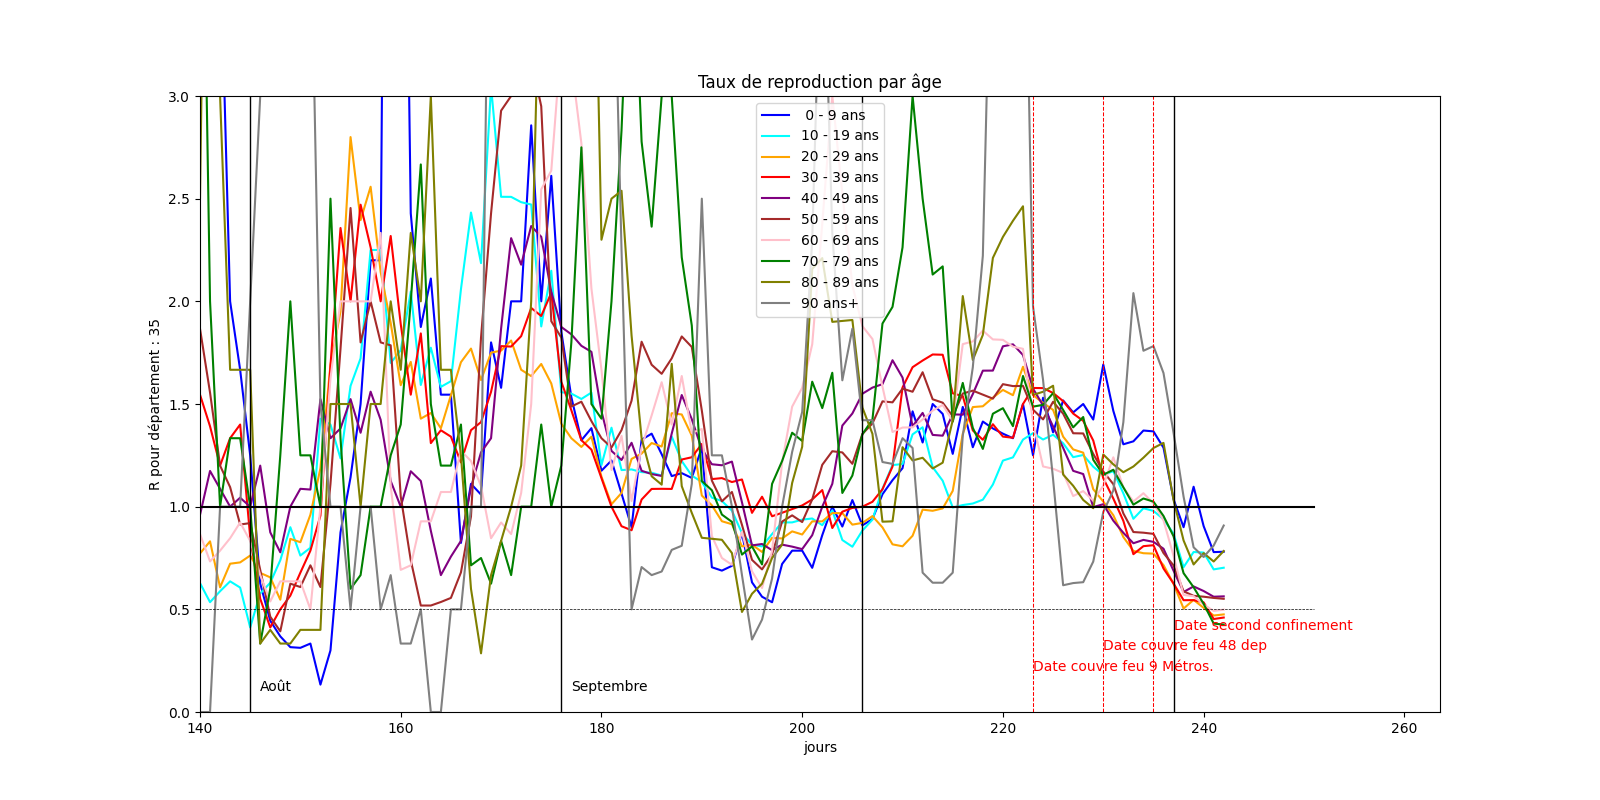 Taux de reproduction par âge
R pour département : 35
3.0
2.5
2.0
1.5
1.0
0.5
0.0
0 - 9 ans
10 - 19 ans
20 - 29 ans
30 - 39 ans
40 - 49 ans
50 - 59 ans
60 - 69 ans
70 - 79 ans
80 - 89 ans
90 ans+
Date second confinement
Date couvre feu 48 dep
Date couvre feu 9 Métros.
Août
Septembre
140 160 180 200 220 240 260
jours